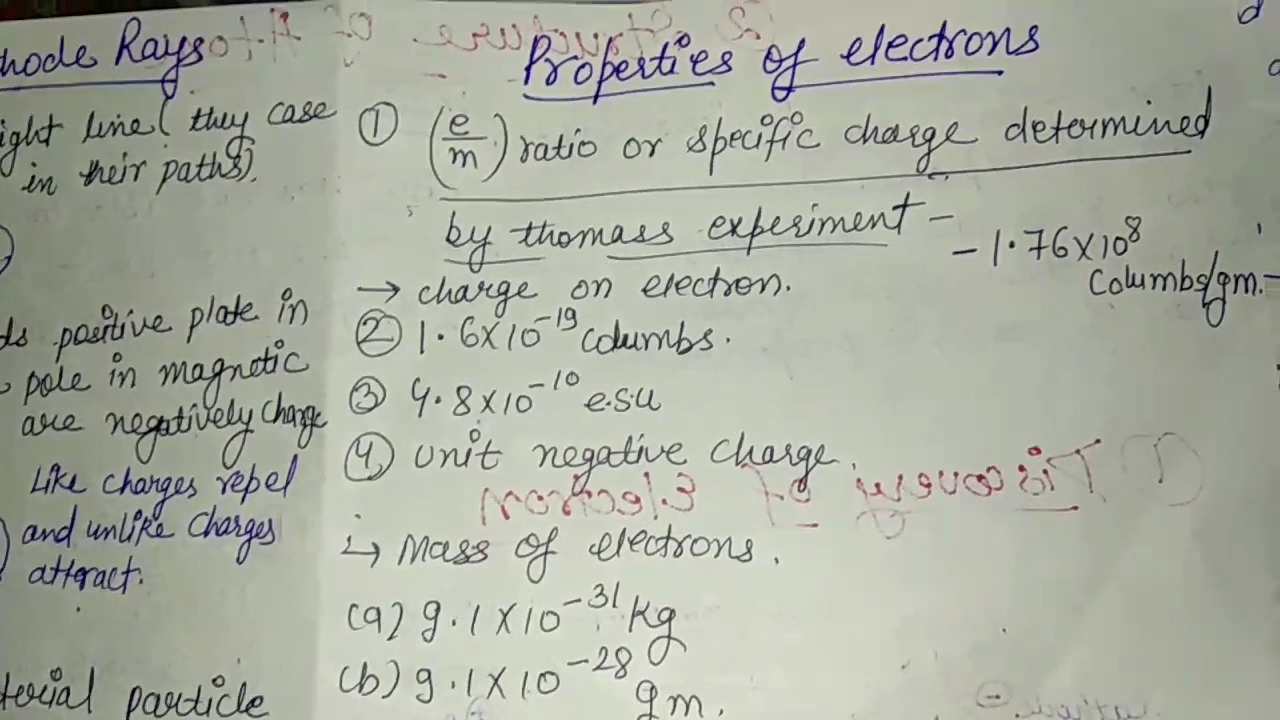 hode Rays
ight line (they case
in their paths).
ds positive plate in
pole in magnetic
are negatively charge
Like charges repel
and unlike charges
attract.
terial particle
Properties of electrons
① (e/m) ratio or specific charge determined
by thomass experiment -
- 1.76×10⁸
Columbs/gm.
→ charge on electron.
② 1.6×10⁻¹⁹ columbs.
③ 4.8×10⁻¹⁰ e.s.u
④ unit negative charge.
↳ Mass of electrons.
(a) 9.1×10⁻³¹ kg
(b) 9.1×10⁻²⁸
gm.